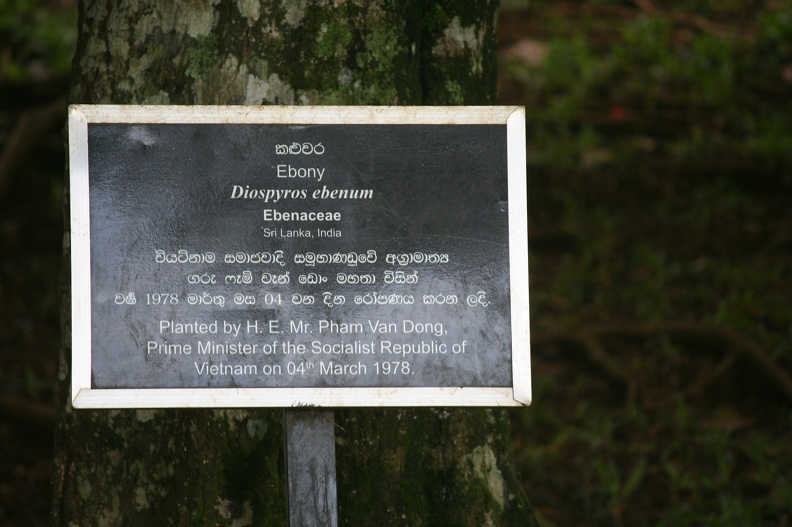 කළුවර
Ebony
Diospyros ebenum
Ebenaceae
Sri Lanka, India
වියට්නාම සමාජවාදි සමූහාණඩුවේ අග්‍රාමාත්‍ය
ගරු ෆැම් වෑන් ඩොං මහතා විසින්
වර්‍ෂ 1978 මාර්තු මස 04 වන දින රෝපණය කරන ලදි.
Planted by H. E. Mr. Pham Van Dong,
Prime Minister of the Socialist Republic of
Vietnam on 04th March 1978.